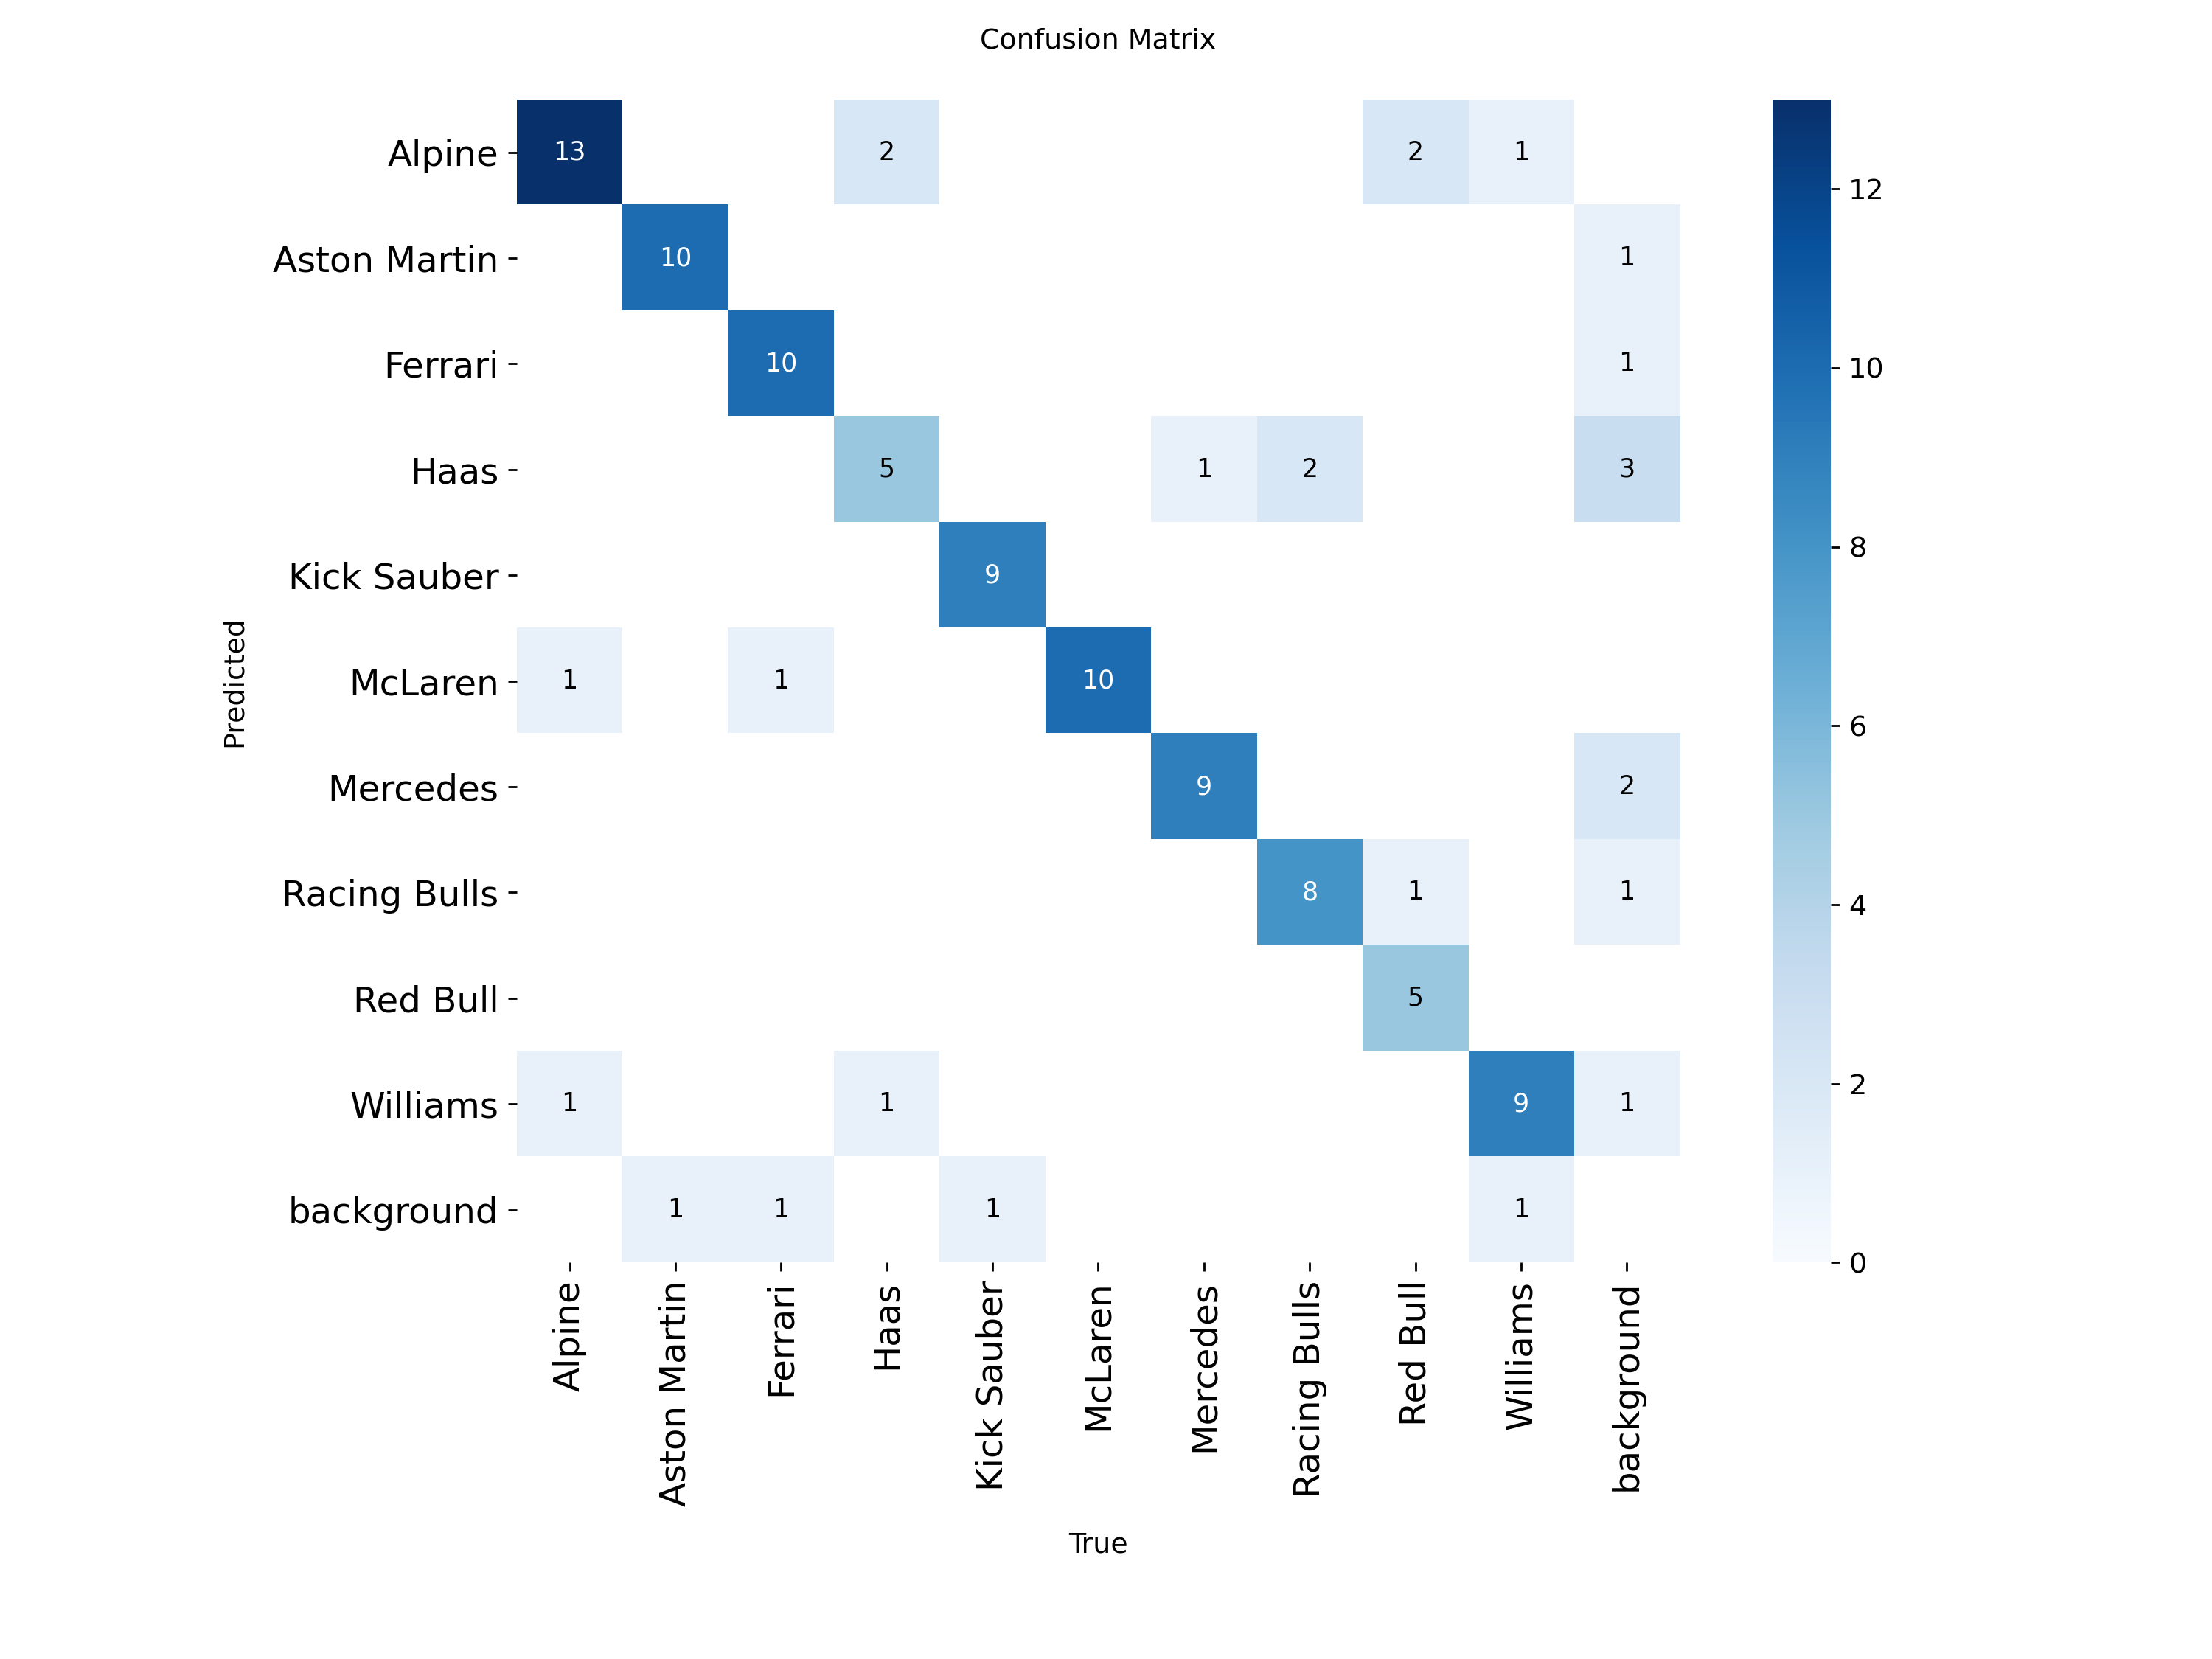 Confusion Matrix
Alpine 13 2 2 1
Aston Martin 10 1
Ferrari 10 1
Haas 5 1 2 3
Kick Sauber 9
McLaren 1 1 10
Mercedes 9 2
Racing Bulls 8 1 1
Red Bull 5
Williams 1 1 9 1
background 1 1 1 1
Predicted
Alpine Aston Martin Ferrari Haas Kick Sauber McLaren Mercedes Racing Bulls Red Bull Williams background
True
12
10
8
6
4
2
0